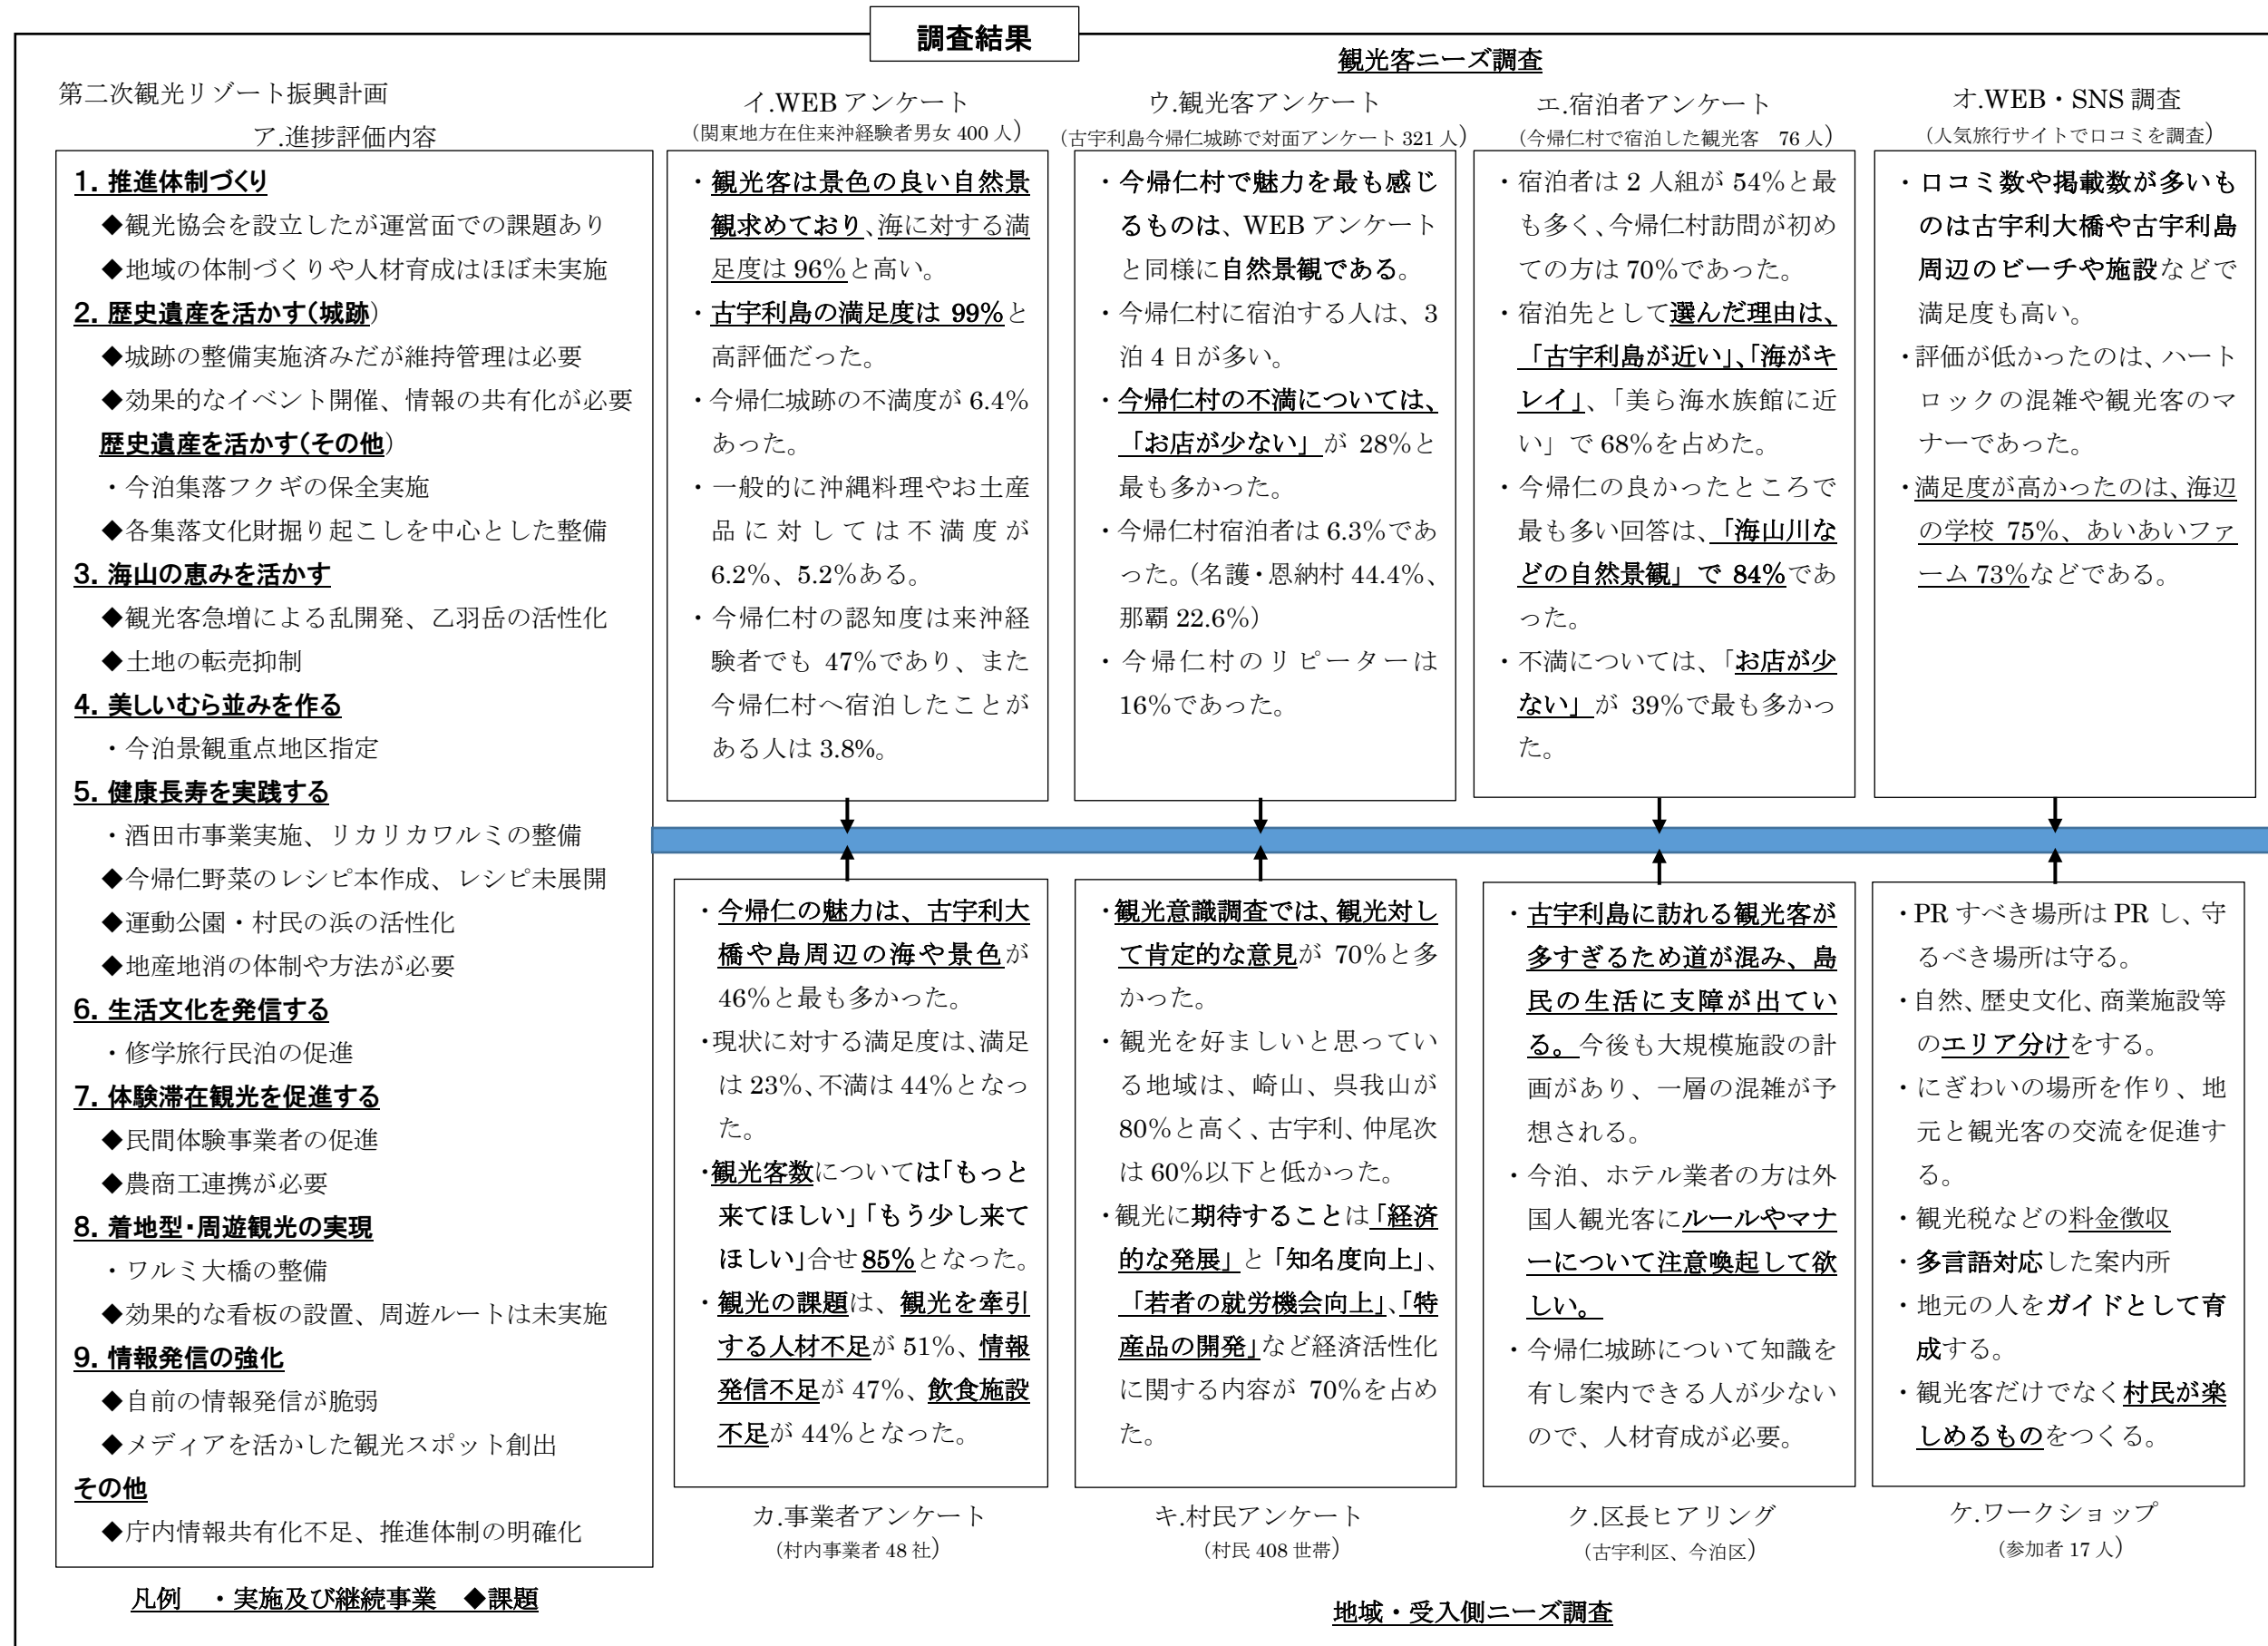 調査結果
観光客ニーズ調査
第二次観光リゾート振興計画
ア.進捗評価内容
1. 推進体制づくり
◆観光協会を設立したが運営面での課題あり
◆地域の体制づくりや人材育成はほぼ未実施
2. 歴史遺産を活かす(城跡)
◆城跡の整備実施済みだが維持管理は必要
◆効果的なイベント開催、情報の共有化が必要
歴史遺産を活かす(その他)
・今泊集落フクギの保全実施
◆各集落文化財掘り起こしを中心とした整備
3. 海山の恵みを活かす
◆観光客急増による乱開発、乙羽岳の活性化
◆土地の転売抑制
4. 美しいむら並みを作る
・今泊景観重点地区指定
5. 健康長寿を実践する
・酒田市事業実施、リカリカワルミの整備
◆今帰仁野菜のレシピ本作成、レシピ未展開
◆運動公園・村民の浜の活性化
◆地産地消の体制や方法が必要
6. 生活文化を発信する
・修学旅行民泊の促進
7. 体験滞在観光を促進する
◆民間体験事業者の促進
◆農商工連携が必要
8. 着地型・周遊観光の実現
・ワルミ大橋の整備
◆効果的な看板の設置、周遊ルートは未実施
9. 情報発信の強化
◆自前の情報発信が脆弱
◆メディアを活かした観光スポット創出
その他
◆庁内情報共有化不足、推進体制の明確化
凡例　・実施及び継続事業　◆課題
イ.WEB アンケート
(関東地方在住来沖経験者男女 400 人)
・観光客は景色の良い自然景
観求めており、海に対する満
足度は 96%と高い。
・古宇利島の満足度は 99%と
高評価だった。
・今帰仁城跡の不満度が 6.4%
あった。
・一般的に沖縄料理やお土産
品に対しては不満度が
6.2%、5.2%ある。
・今帰仁村の認知度は来沖経
験者でも 47%であり、また
今帰仁村へ宿泊したことが
ある人は 3.8%。
ウ.観光客アンケート
(古宇利島今帰仁城跡で対面アンケート 321 人)
・今帰仁村で魅力を最も感じ
るものは、WEB アンケート
と同様に自然景観である。
・今帰仁村に宿泊する人は、3
泊 4 日が多い。
・今帰仁村の不満については、
「お店が少ない」が 28%と
最も多かった。
・今帰仁村宿泊者は 6.3%であ
った。(名護・恩納村 44.4%、
那覇 22.6%)
・今帰仁村のリピーターは
16%であった。
エ.宿泊者アンケート
(今帰仁村で宿泊した観光客　76 人)
・宿泊者は 2 人組が 54%と最
も多く、今帰仁村訪問が初め
ての方は 70%であった。
・宿泊先として選んだ理由は、
「古宇利島が近い」、「海がキ
レイ」、「美ら海水族館に近
い」で 68%を占めた。
・今帰仁の良かったところで
最も多い回答は、「海山川な
どの自然景観」で 84%であ
った。
・不満については、「お店が少
ない」が 39%で最も多かっ
た。
オ.WEB・SNS 調査
(人気旅行サイトで口コミを調査)
・口コミ数や掲載数が多いも
のは古宇利大橋や古宇利島
周辺のビーチや施設などで
満足度も高い。
・評価が低かったのは、ハート
ロックの混雑や観光客のマ
ナーであった。
・満足度が高かったのは、海辺
の学校 75%、あいあいファ
ーム 73%などである。
・今帰仁の魅力は、古宇利大
橋や島周辺の海や景色が
46%と最も多かった。
・現状に対する満足度は、満足
は 23%、不満は 44%となっ
た。
・観光客数については「もっと
来てほしい」「もう少し来て
ほしい」合せ 85%となった。
・観光の課題は、観光を牽引
する人材不足が 51%、情報
発信不足が 47%、飲食施設
不足が 44%となった。
カ.事業者アンケート
(村内事業者 48 社)
・観光意識調査では、観光対し
て肯定的な意見が 70%と多
かった。
・観光を好ましいと思ってい
る地域は、崎山、呉我山が
80%と高く、古宇利、仲尾次
は 60%以下と低かった。
・観光に期待することは「経済
的な発展」と「知名度向上」、
「若者の就労機会向上」、「特
産品の開発」など経済活性化
に関する内容が 70%を占め
た。
キ.村民アンケート
(村民 408 世帯)
・古宇利島に訪れる観光客が
多すぎるため道が混み、島
民の生活に支障が出てい
る。今後も大規模施設の計
画があり、一層の混雑が予
想される。
・今泊、ホテル業者の方は外
国人観光客にルールやマナ
ーについて注意喚起して欲
しい。
・今帰仁城跡について知識を
有し案内できる人が少ない
ので、人材育成が必要。
ク.区長ヒアリング
(古宇利区、今泊区)
・PR すべき場所は PR し、守
るべき場所は守る。
・自然、歴史文化、商業施設等
のエリア分けをする。
・にぎわいの場所を作り、地
元と観光客の交流を促進す
る。
・観光税などの料金徴収
・多言語対応した案内所
・地元の人をガイドとして育
成する。
・観光客だけでなく村民が楽
しめるものをつくる。
ケ.ワークショップ
(参加者 17 人)
地域・受入側ニーズ調査